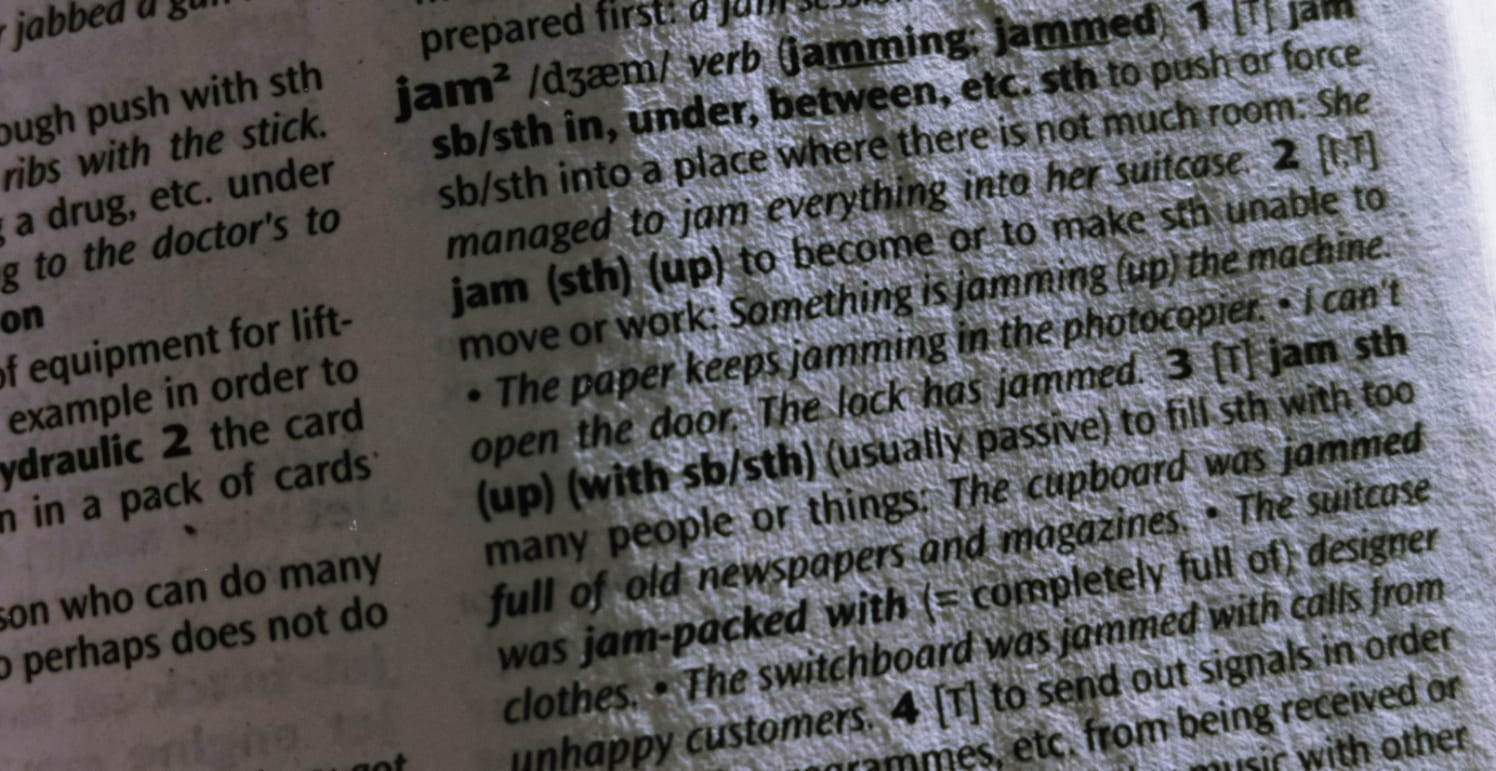 jabbed a
ough push with sth
ribs with the stick.
a drug, etc. under
g to the doctor's to
on
of equipment for lift-
example in order to
ydraulic 2 the card
n in a pack of cards
son who can do many
o perhaps does not do
got
prepared first: a jam
jam² /dʒæm/ verb (jamming; jammed) 1 [T] jam
sb/sth in, under, between, etc. sth to push or force
sb/sth into a place where there is not much room: She
managed to jam everything into her suitcase. 2 [I,T]
jam (sth) (up) to become or to make sth unable to
move or work: Something is jamming (up) the machine.
• The paper keeps jamming in the photocopier. • I can't
open the door. The lock has jammed. 3 [T] jam sth
(up) (with sb/sth) (usually passive) to fill sth with too
many people or things: The cupboard was jammed
full of old newspapers and magazines. • The suitcase
was jam-packed with (= completely full of) designer
clothes. • The switchboard was jammed with calls from
unhappy customers. 4 [T] to send out signals in order
grammes, etc. from being received or
music with other